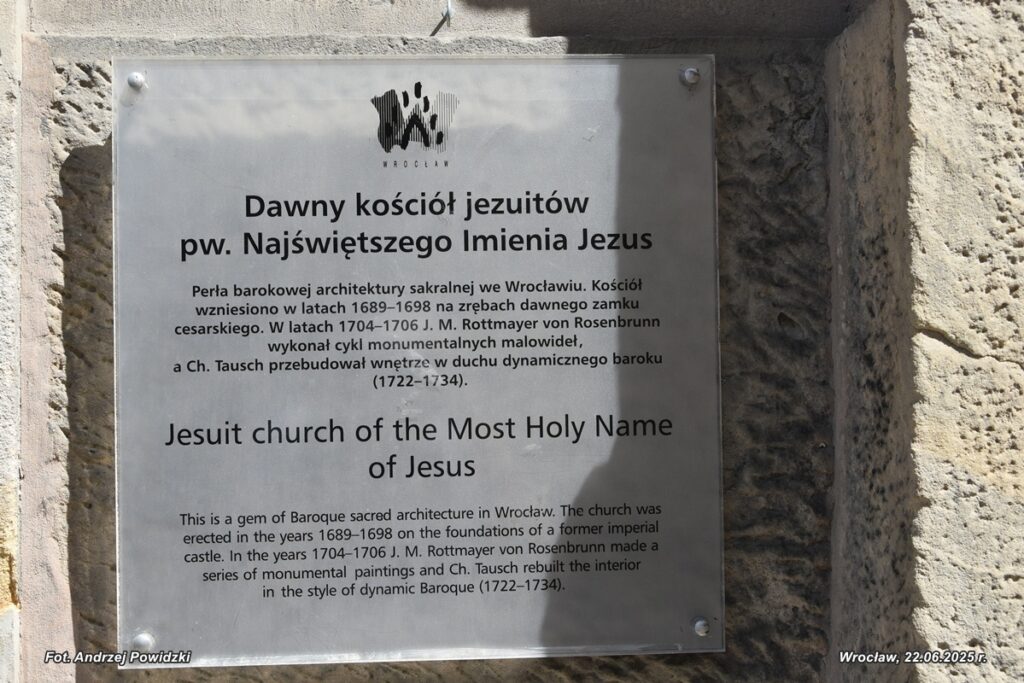 WROCŁAW
Dawny kościół jezuitów
pw. Najświętszego Imienia Jezus
Perła barokowej architektury sakralnej we Wrocławiu. Kościół
wzniesiono w latach 1689–1698 na zrębach dawnego zamku
cesarskiego. W latach 1704–1706 J. M. Rottmayer von Rosenbrunn
wykonał cykl monumentalnych malowideł,
a Ch. Tausch przebudował wnętrze w duchu dynamicznego baroku
(1722–1734).
Jesuit church of the Most Holy Name
of Jesus
This is a gem of Baroque sacred architecture in Wrocław. The church was
erected in the years 1689–1698 on the foundations of a former imperial
castle. In the years 1704–1706 J. M. Rottmayer von Rosenbrunn made a
series of monumental paintings and Ch. Tausch rebuilt the interior
in the style of dynamic Baroque (1722–1734).
Fot. Andrzej Powidzki
Wrocław, 22.06.2025 r.